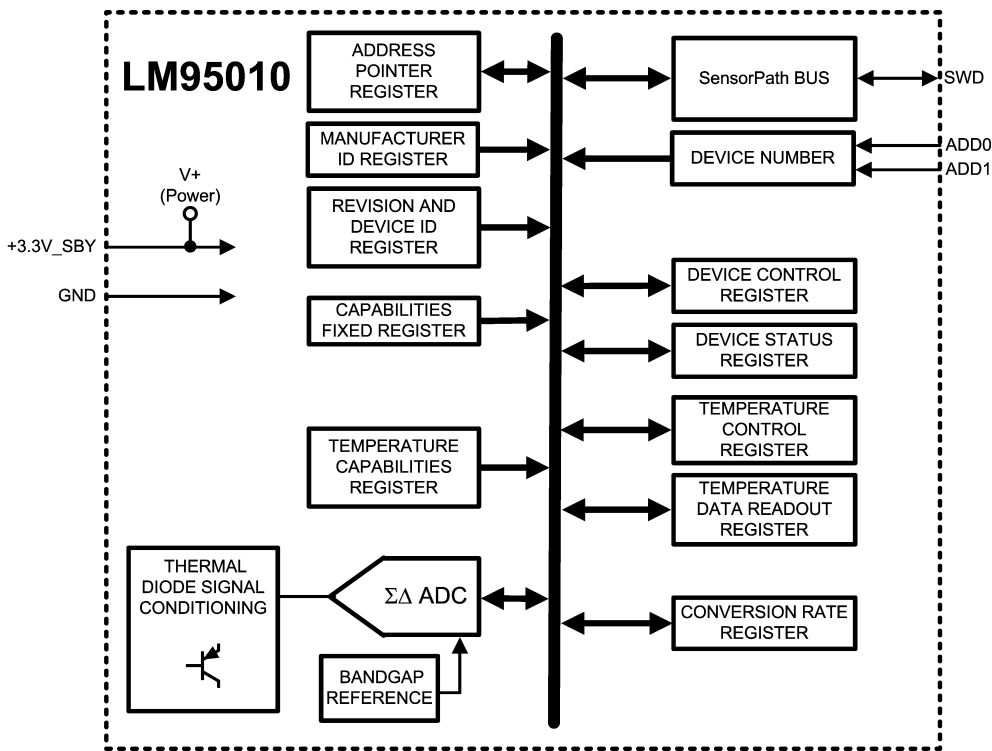 LM95010
ADDRESS
POINTER
REGISTER
MANUFACTURER
ID REGISTER
REVISION AND
DEVICE ID
REGISTER
CAPABILITIES
FIXED REGISTER
TEMPERATURE
CAPABILITIES
REGISTER
V+
(Power)
+3.3V_SBY
GND
THERMAL
DIODE SIGNAL
CONDITIONING
ΣΔ ADC
BANDGAP
REFERENCE
SensorPath BUS
SWD
DEVICE NUMBER
ADD0
ADD1
DEVICE CONTROL
REGISTER
DEVICE STATUS
REGISTER
TEMPERATURE
CONTROL
REGISTER
TEMPERATURE
DATA READOUT
REGISTER
CONVERSION RATE
REGISTER